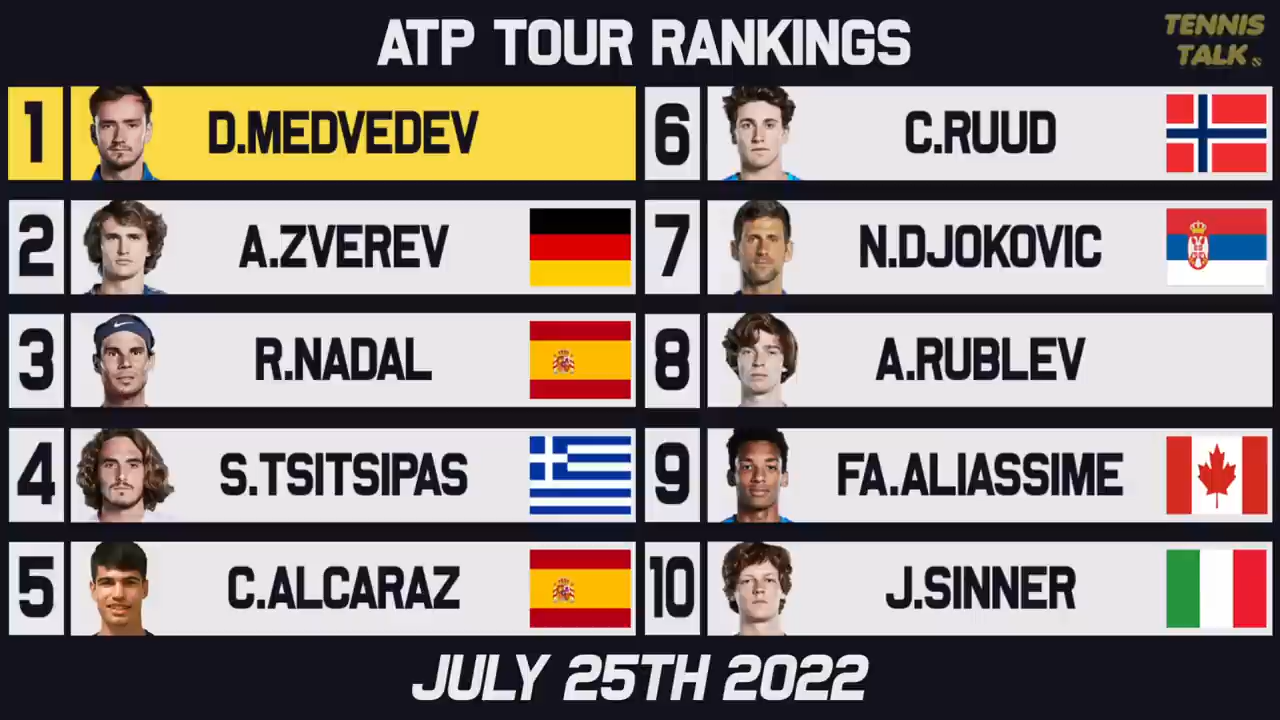 ATP TOUR RANKINGS
TENNIS
TALK
1 D.MEDVEDEV
2 A.ZVEREV
3 R.NADAL
4 S.TSITSIPAS
5 C.ALCARAZ
6 C.RUUD
7 N.DJOKOVIC
8 A.RUBLEV
9 FA.ALIASSIME
10 J.SINNER
JULY 25TH 2022